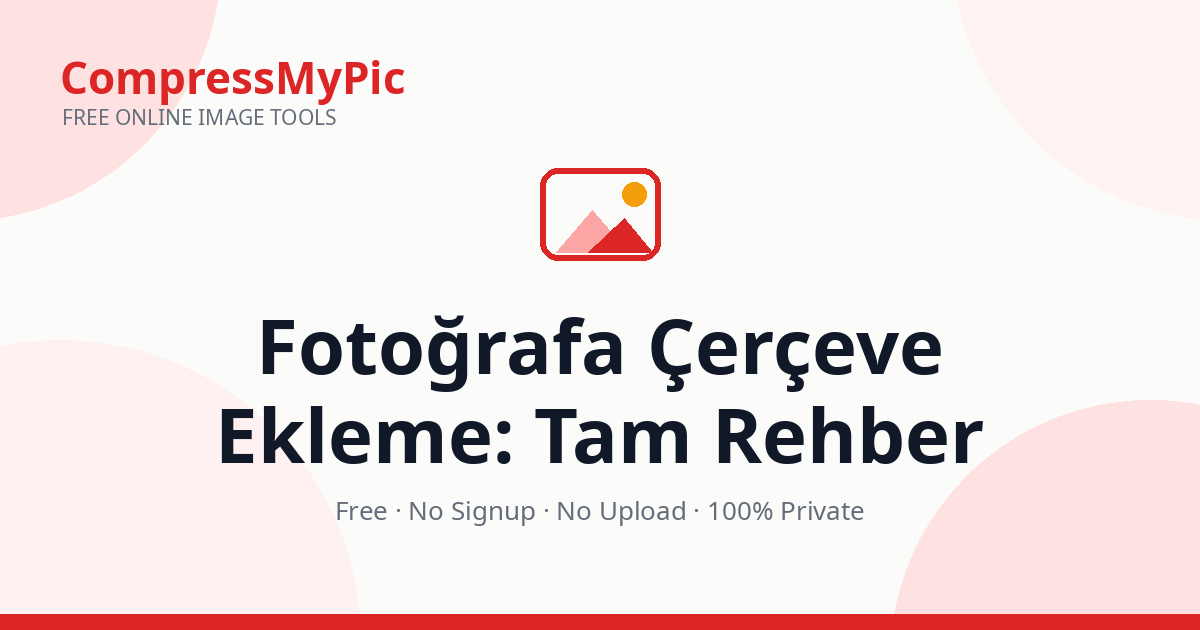 CompressMyPic
FREE ONLINE IMAGE TOOLS
Fotoğrafa Çerçeve
Ekleme: Tam Rehber
Free · No Signup · No Upload · 100% Private